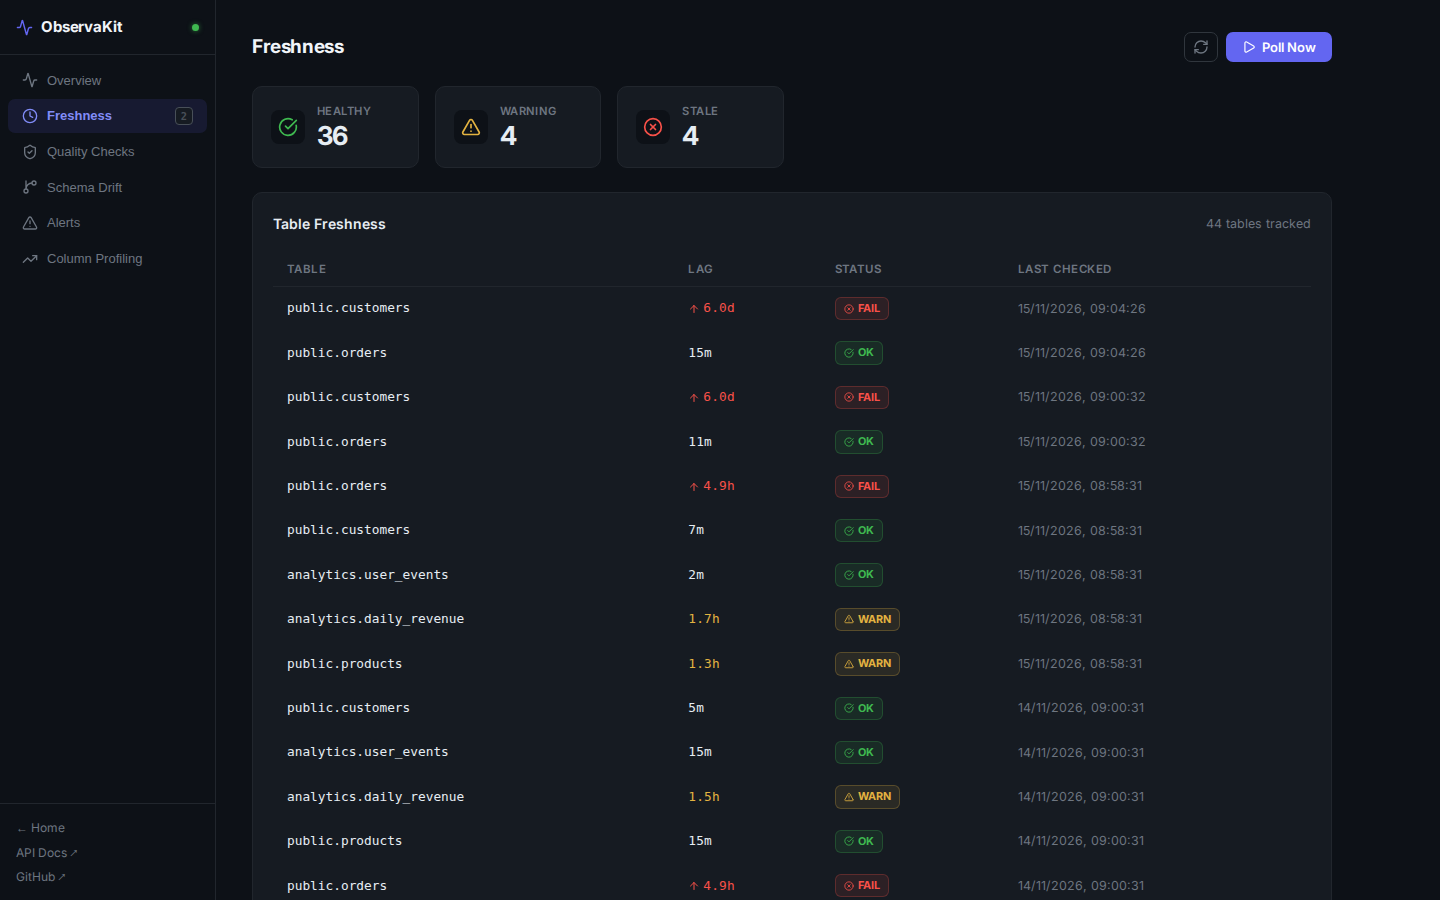 ObservaKit
Overview
Freshness 2
Quality Checks
Schema Drift
Alerts
Column Profiling
← Home
API Docs ↗
GitHub ↗
Freshness
Poll Now
HEALTHY
36
WARNING
4
STALE
4
Table Freshness 44 tables tracked
TABLE LAG STATUS LAST CHECKED
public.customers ↑ 6.0d FAIL 15/11/2026, 09:04:26
public.orders 15m OK 15/11/2026, 09:04:26
public.customers ↑ 6.0d FAIL 15/11/2026, 09:00:32
public.orders 11m OK 15/11/2026, 09:00:32
public.orders ↑ 4.9h FAIL 15/11/2026, 08:58:31
public.customers 7m OK 15/11/2026, 08:58:31
analytics.user_events 2m OK 15/11/2026, 08:58:31
analytics.daily_revenue 1.7h WARN 15/11/2026, 08:58:31
public.products 1.3h WARN 15/11/2026, 08:58:31
public.customers 5m OK 14/11/2026, 09:00:31
analytics.user_events 15m OK 14/11/2026, 09:00:31
analytics.daily_revenue 1.5h WARN 14/11/2026, 09:00:31
public.products 15m OK 14/11/2026, 09:00:31
public.orders ↑ 4.9h FAIL 14/11/2026, 09:00:31